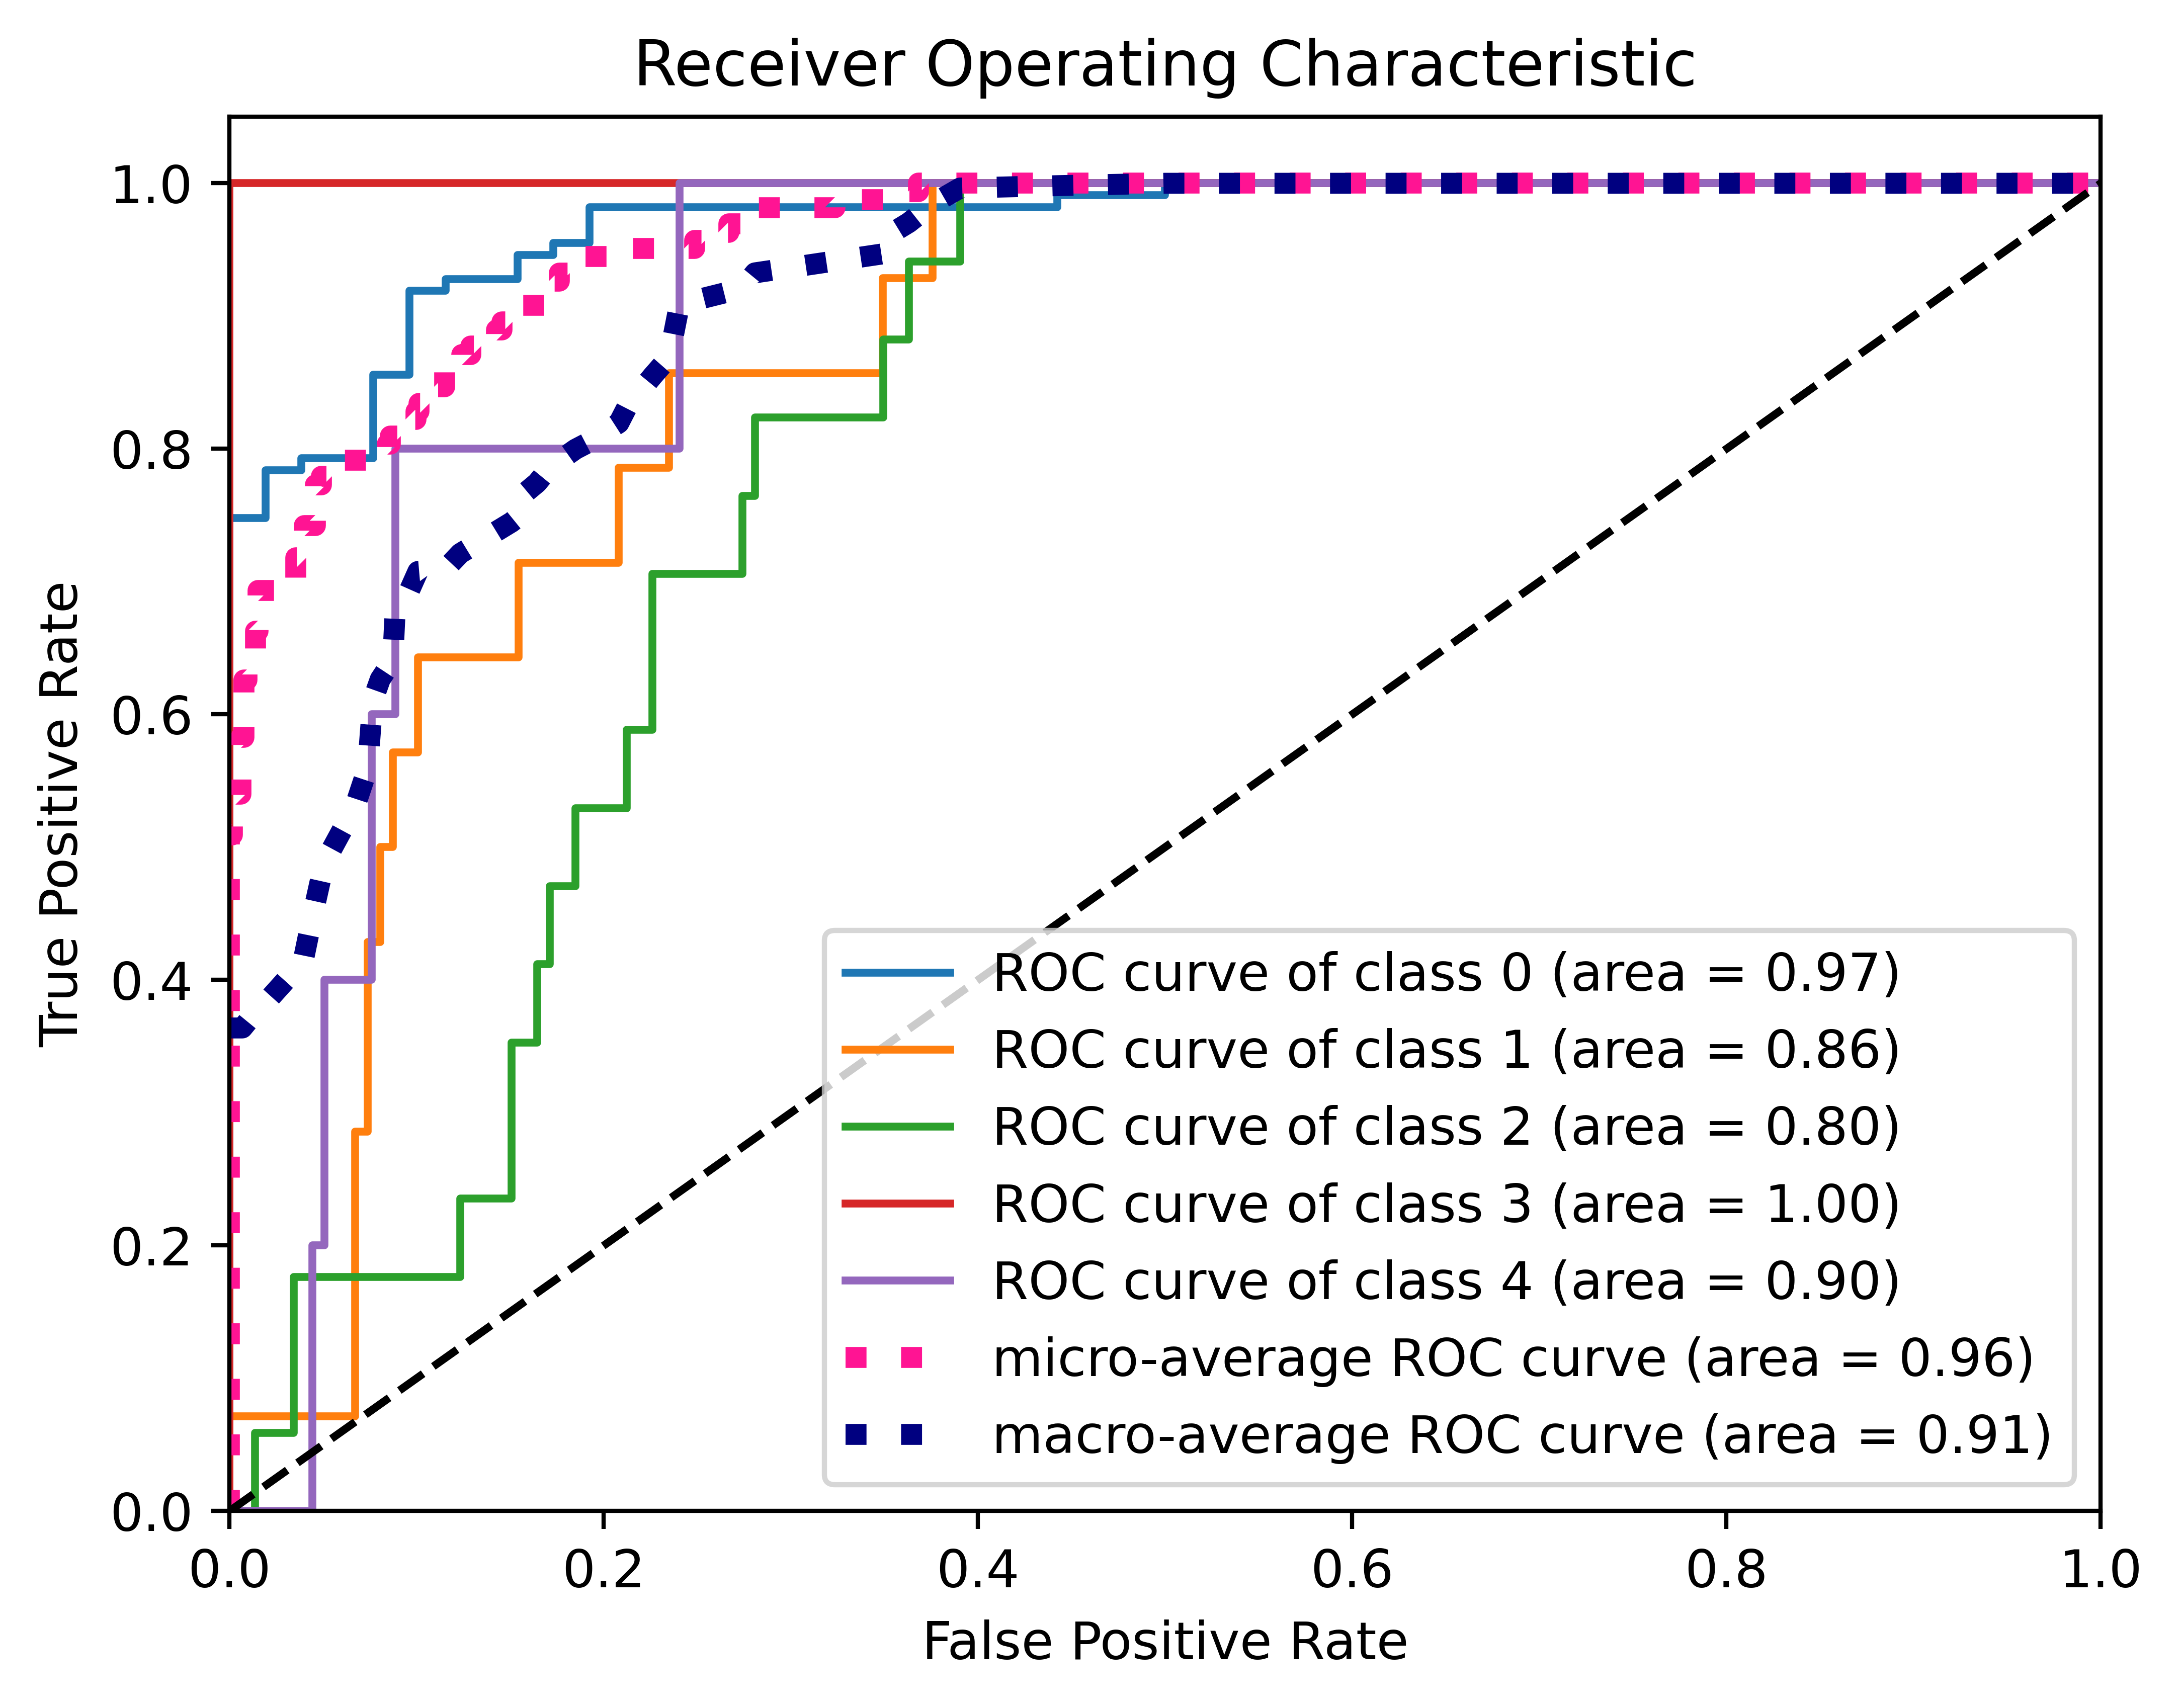 Receiver Operating Characteristic
1.0
0.8
0.6
0.4
0.2
0.0
True Positive Rate
ROC curve of class 0 (area = 0.97)
ROC curve of class 1 (area = 0.86)
ROC curve of class 2 (area = 0.80)
ROC curve of class 3 (area = 1.00)
ROC curve of class 4 (area = 0.90)
micro-average ROC curve (area = 0.96)
macro-average ROC curve (area = 0.91)
0.0 0.2 0.4 0.6 0.8 1.0
False Positive Rate